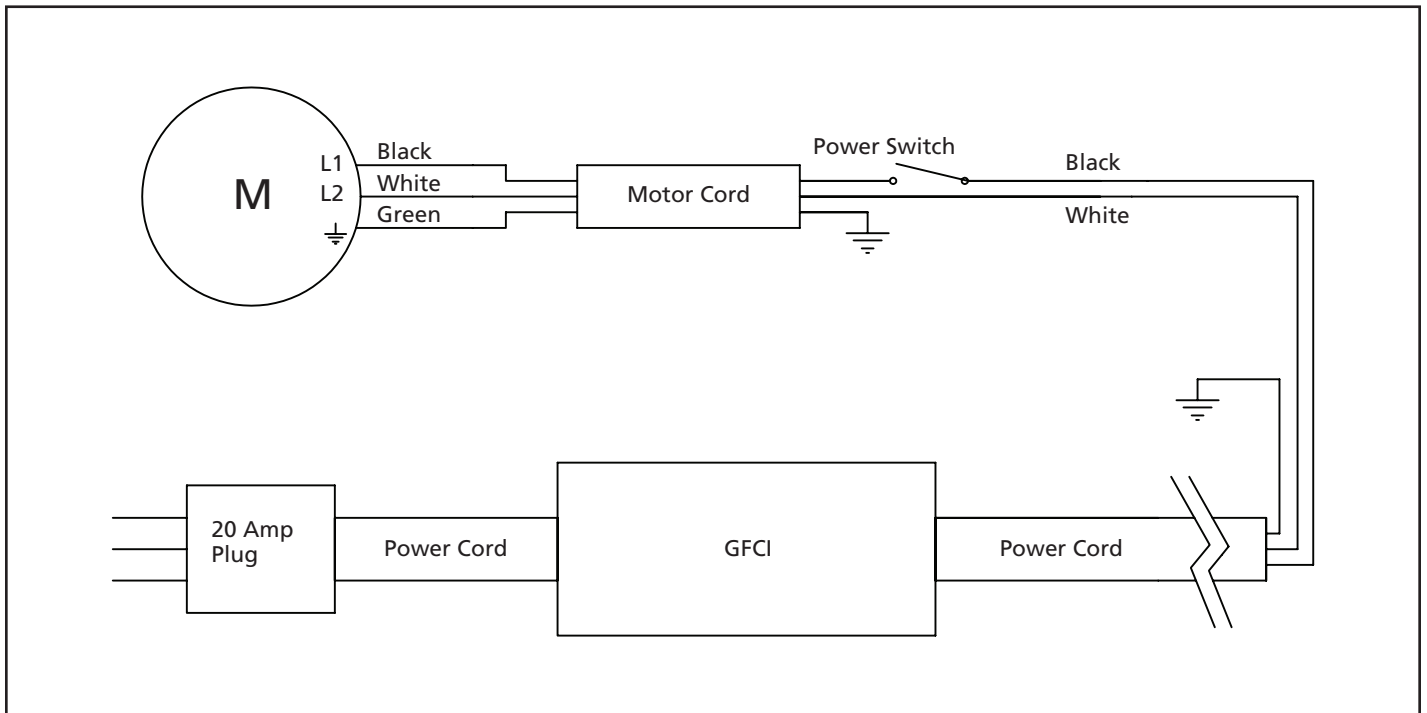 Black
L1
White
L2
Green
M
Motor Cord
Power Switch
Black
White
20 Amp
Plug
Power Cord
GFCI
Power Cord